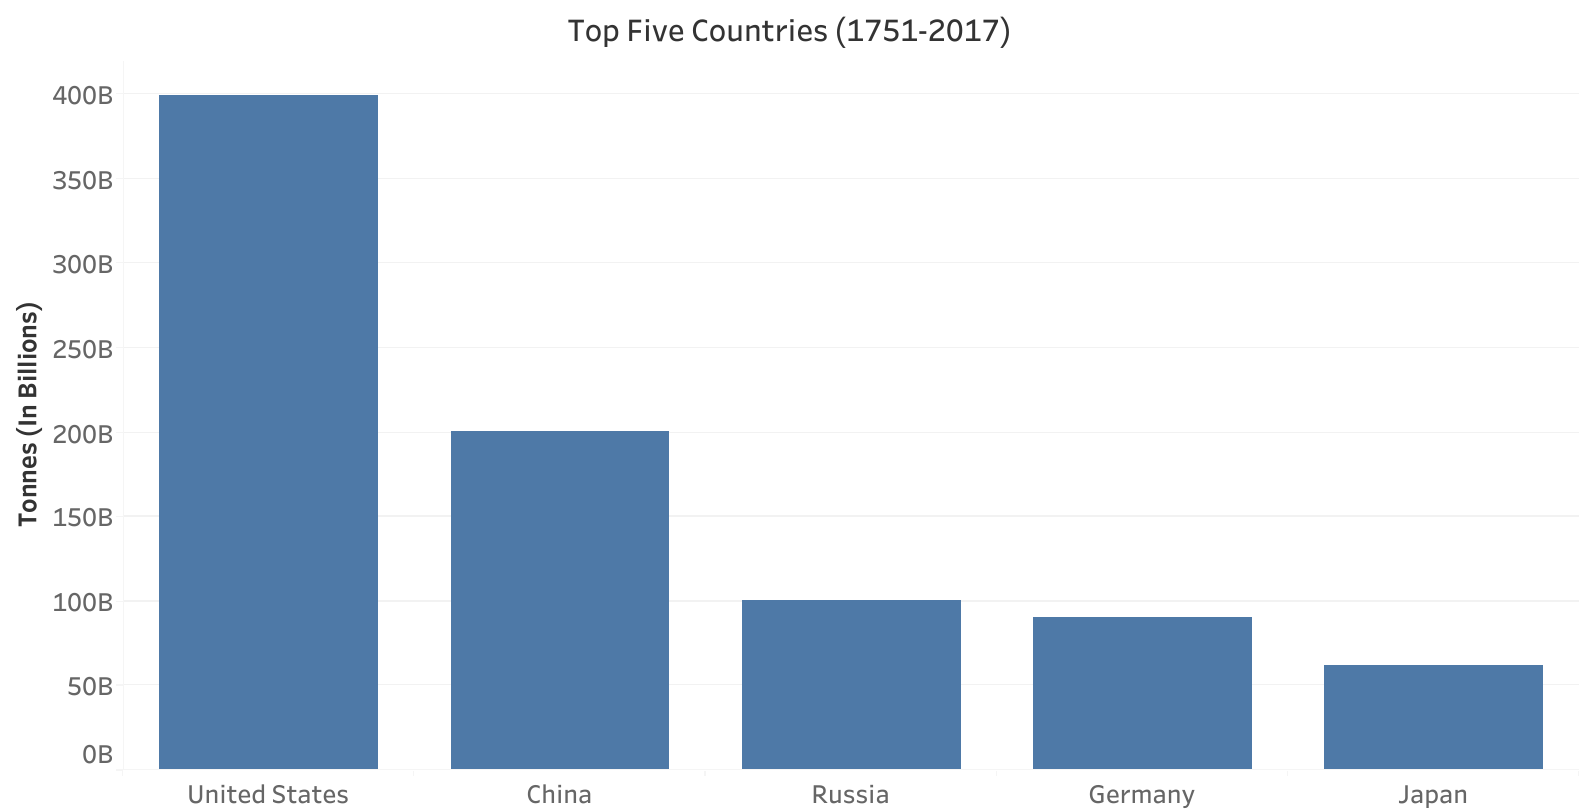 Top Five Countries (1751-2017)
Tonnes (In Billions)
400B
350B
300B
250B
200B
150B
100B
50B
0B
United States
China
Russia
Germany
Japan